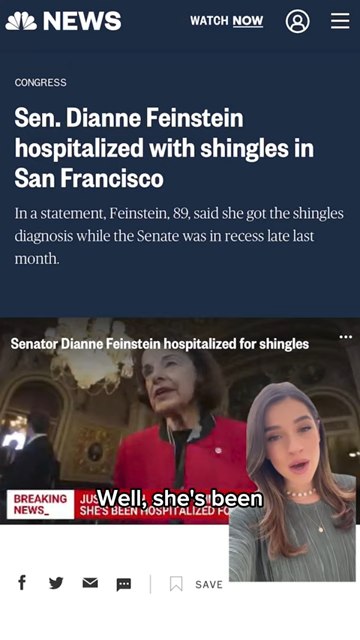 NEWS
WATCH NOW
CONGRESS
Sen. Dianne Feinstein
hospitalized with shingles in
San Francisco
In a statement, Feinstein, 89, said she got the shingles
diagnosis while the Senate was in recess late last
month.
Senator Dianne Feinstein hospitalized for shingles
Well, she's been
BREAKING
NEWS_
SHE'S BEEN HOSPITALIZED
SAVE